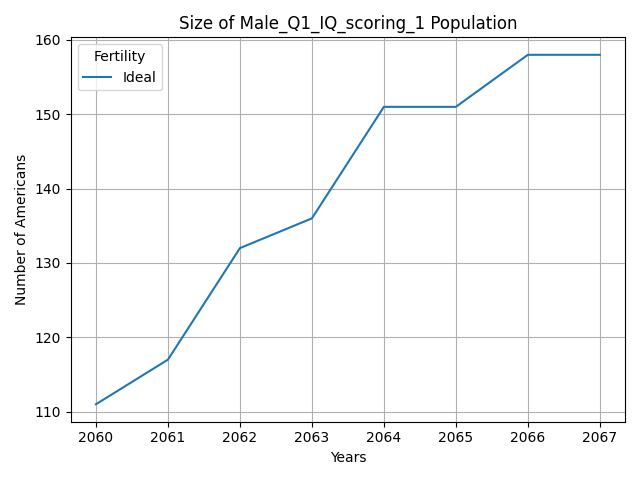 Size of Male_Q1_IQ_scoring_1 Population
Fertility
Ideal
Number of Americans
160
150
140
130
120
110
2060 2061 2062 2063 2064 2065 2066 2067
Years